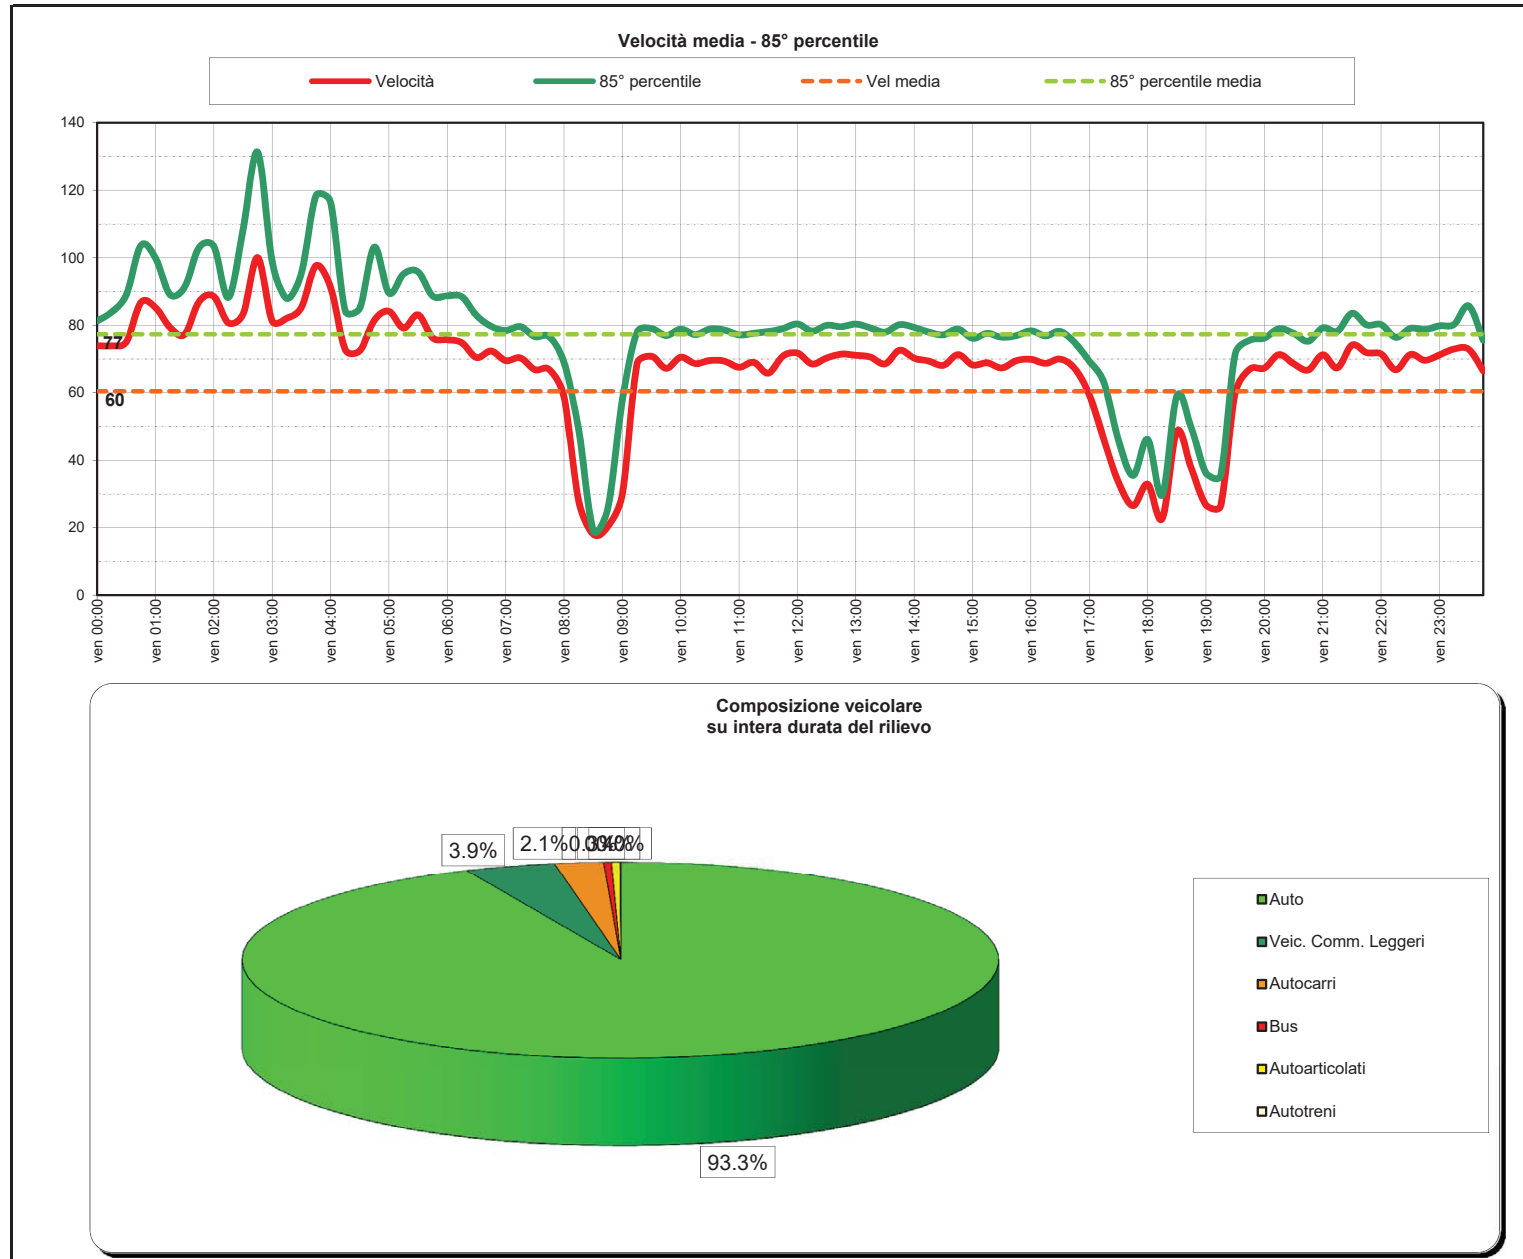 Velocità media - 85° percentile
Velocità 85° percentile Vel media 85° percentile media
140
120
100
80
60
40
20
0
77
60
ven 00:00
ven 01:00
ven 02:00
ven 03:00
ven 04:00
ven 05:00
ven 06:00
ven 07:00
ven 08:00
ven 09:00
ven 10:00
ven 11:00
ven 12:00
ven 13:00
ven 14:00
ven 15:00
ven 16:00
ven 17:00
ven 18:00
ven 19:00
ven 20:00
ven 21:00
ven 22:00
ven 23:00
Composizione veicolare
su intera durata del rilievo
3.9%
2.1%
93.3%
Auto
Veic. Comm. Leggeri
Autocarri
Bus
Autoarticolati
Autotreni